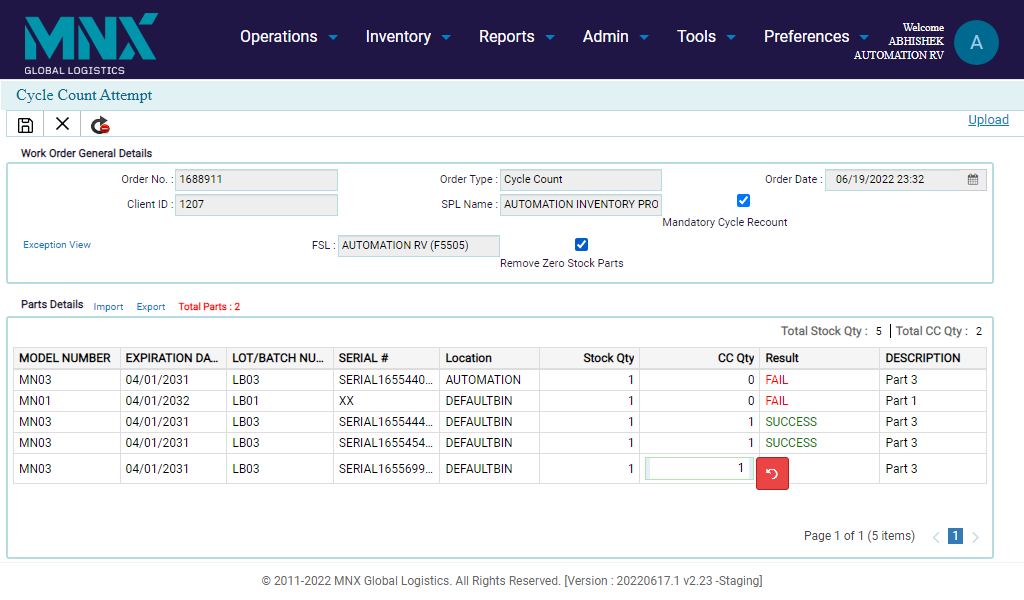 MNX
GLOBAL LOGISTICS
Operations Inventory Reports Admin Tools Preferences
Welcome
ABHISHEK
AUTOMATION RV
A
Cycle Count Attempt
Upload
Work Order General Details
Order No. : 1688911 Order Type : Cycle Count Order Date : 06/19/2022 23:32
Client ID : 1207 SPL Name : AUTOMATION INVENTORY PRO
Mandatory Cycle Recount
Exception View FSL : AUTOMATION RV (F5505)
Remove Zero Stock Parts
Parts Details Import Export Total Parts : 2
Total Stock Qty : 5 | Total CC Qty : 2
MODEL NUMBER EXPIRATION DA... LOT/BATCH NU... SERIAL # Location Stock Qty CC Qty Result DESCRIPTION
MN03 04/01/2031 LB03 SERIAL1655440... AUTOMATION 1 0 FAIL Part 3
MN01 04/01/2032 LB01 XX DEFAULTBIN 1 0 FAIL Part 1
MN03 04/01/2031 LB03 SERIAL1655444... DEFAULTBIN 1 1 SUCCESS Part 3
MN03 04/01/2031 LB03 SERIAL1655454... DEFAULTBIN 1 1 SUCCESS Part 3
MN03 04/01/2031 LB03 SERIAL1655699... DEFAULTBIN 1 1 Part 3
Page 1 of 1 (5 items) 1
© 2011-2022 MNX Global Logistics. All Rights Reserved. [Version : 20220617.1 v2.23 -Staging]